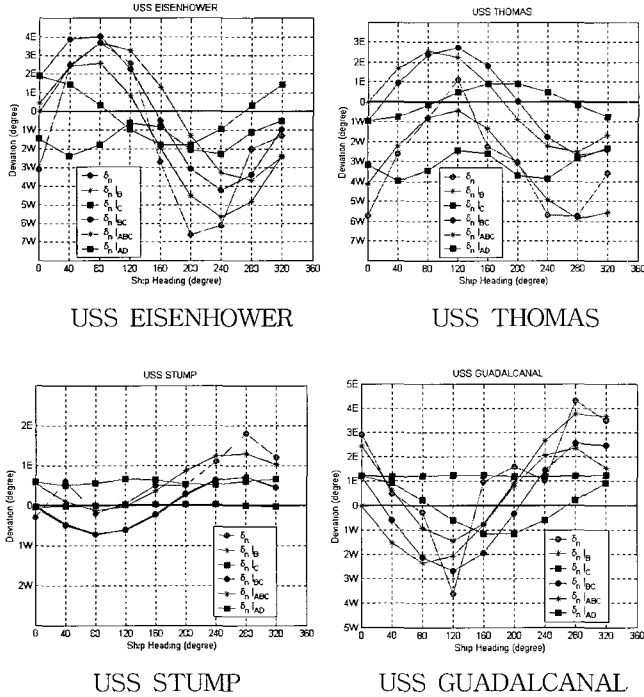 USS EISENHOWER
4E
3E
2E
1E
0
1W
2W
3W
4W
5W
6W
7W
Deviation (degree)
δn
δn |B
δn |C
δn |BC
δn |ABC
δn |AD
0 40 80 120 160 200 240 280 320 360
Ship Heading (degree)
USS EISENHOWER
USS THOMAS
3E
2E
1E
0
1W
2W
3W
4W
5W
6W
7W
Deviation (degree)
δn
δn |B
δn |C
δn |BC
δn |ABC
δn |AD
0 40 80 120 160 200 240 280 320 360
Ship Heading (degree)
USS THOMAS
USS STUMP
2E
1E
0
1W
2W
Deviation (degree)
δn
δn |B
δn |C
δn |BC
δn |ABC
δn |AD
0 40 80 120 160 200 240 280 320 360
Ship Heading (degree)
USS STUMP
USS GUADALCANAL
5E
4E
3E
2E
1E
0
1W
2W
3W
4W
5W
Deviation (degree)
δn
δn |B
δn |C
δn |BC
δn |ABC
δn |AD
0 40 80 120 160 200 240 280 320 360
Ship Heading (degree)
USS GUADALCANAL